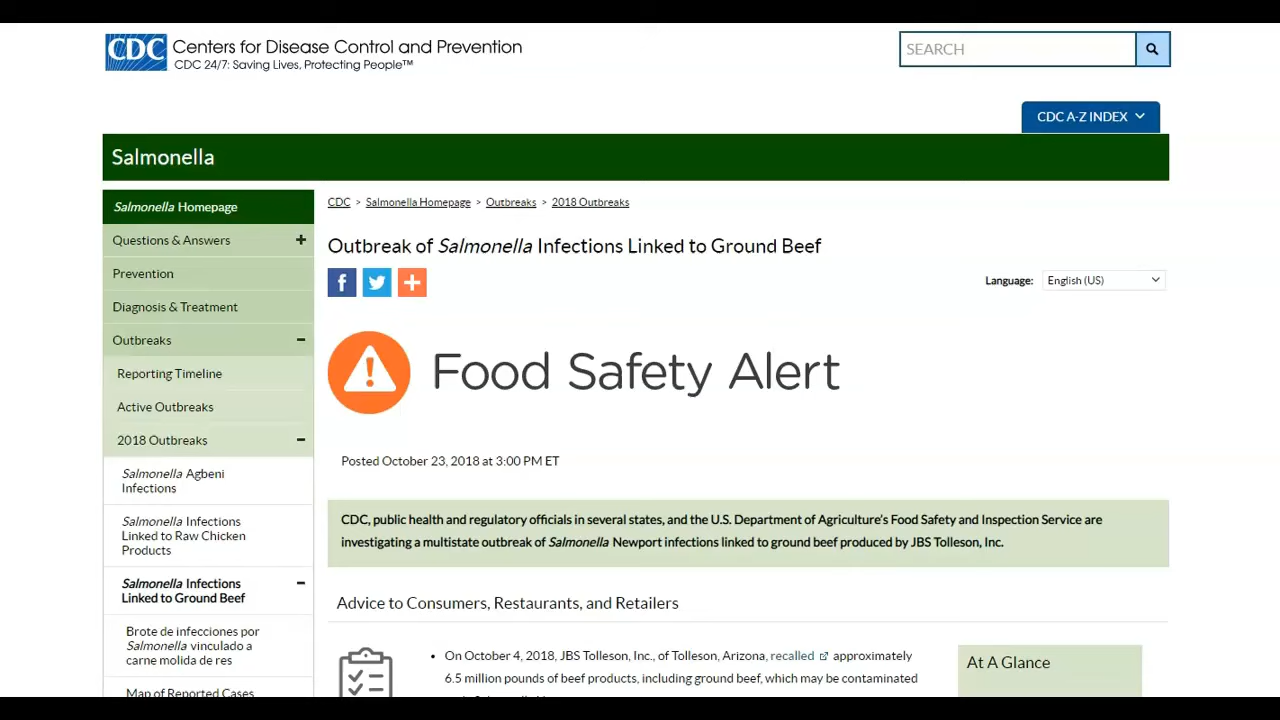 CDC Centers for Disease Control and Prevention
CDC 24/7: Saving Lives, Protecting People™
SEARCH
CDC A-Z INDEX
Salmonella
Salmonella Homepage
Questions & Answers
Prevention
Diagnosis & Treatment
Outbreaks
Reporting Timeline
Active Outbreaks
2018 Outbreaks
Salmonella Agbeni
Infections
Salmonella Infections
Linked to Raw Chicken
Products
Salmonella Infections
Linked to Ground Beef
Brote de infecciones por
Salmonella vinculado a
carne molida de res
Map of Reported Cases
CDC > Salmonella Homepage > Outbreaks > 2018 Outbreaks
Outbreak of Salmonella Infections Linked to Ground Beef
Language: English (US)
Food Safety Alert
Posted October 23, 2018 at 3:00 PM ET
CDC, public health and regulatory officials in several states, and the U.S. Department of Agriculture's Food Safety and Inspection Service are
investigating a multistate outbreak of Salmonella Newport infections linked to ground beef produced by JBS Tolleson, Inc.
Advice to Consumers, Restaurants, and Retailers
• On October 4, 2018, JBS Tolleson, Inc., of Tolleson, Arizona, recalled approximately
6.5 million pounds of beef products, including ground beef, which may be contaminated
At A Glance